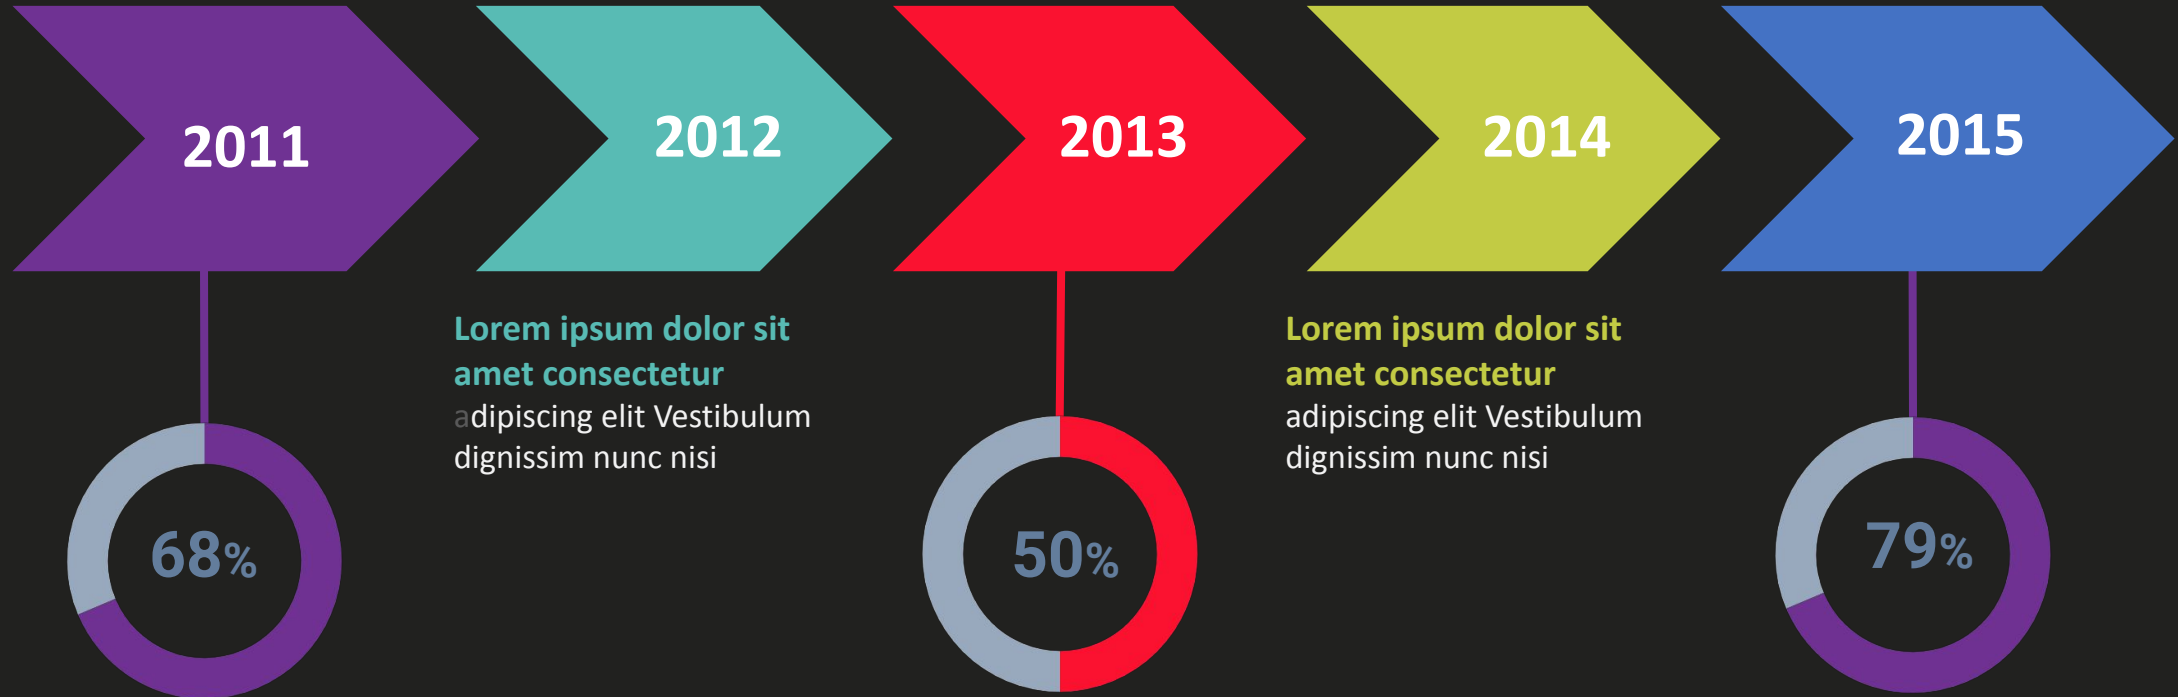 2011
2012
2013
2014
2015
Lorem ipsum dolor sit
amet consectetur
adipiscing elit Vestibulum
dignissim nunc nisi
Lorem ipsum dolor sit
amet consectetur
adipiscing elit Vestibulum
dignissim nunc nisi
68%
50%
79%